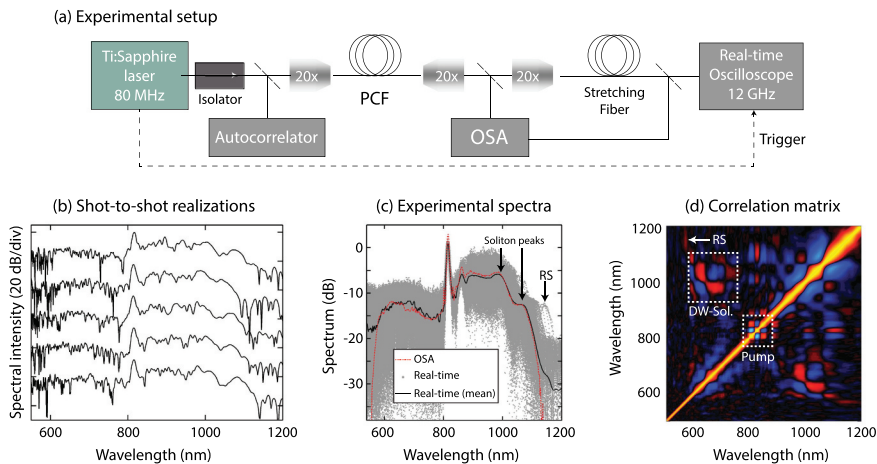 (a) Experimental setup
Ti:Sapphire
laser
80 MHz
Isolator
20x
PCF
20x
20x
Stretching
Fiber
Real-time
Oscilloscope
12 GHz
Autocorrelator
OSA
Trigger
(b) Shot-to-shot realizations
Spectral intensity (20 dB/div)
600
800
1000
1200
Wavelength (nm)
(c) Experimental spectra
Spectrum (dB)
0
-10
-20
-30
Soliton peaks
RS
OSA
Real-time
Real-time (mean)
600
800
1000
1200
Wavelength (nm)
(d) Correlation matrix
Wavelength (nm)
1200
1000
800
600
RS
DW-Sol.
Pump
600
800
1000
1200
Wavelength (nm)